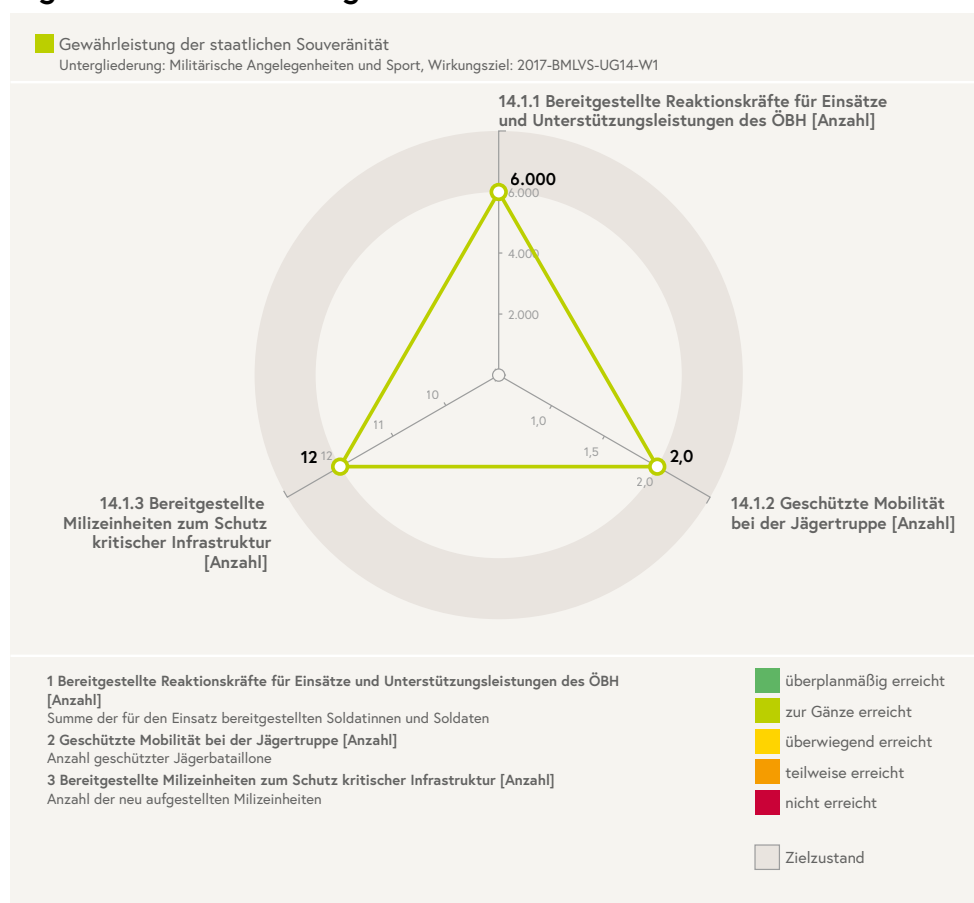 Gewährleistung der staatlichen Souveränität
Untergliederung: Militärische Angelegenheiten und Sport, Wirkungsziel: 2017-BMLVS-UG14-W1
14.1.1 Bereitgestellte Reaktionskräfte für Einsätze
und Unterstützungsleistungen des ÖBH [Anzahl]
6.000
6.000
4.000
2.000
10
11
12
12
1,0
1,5
2,0
2,0
14.1.3 Bereitgestellte
Milizeinheiten zum Schutz
kritischer Infrastruktur
[Anzahl]
14.1.2 Geschützte Mobilität
bei der Jägertruppe [Anzahl]
1 Bereitgestellte Reaktionskräfte für Einsätze und Unterstützungsleistungen des ÖBH
[Anzahl]
Summe der für den Einsatz bereitgestellten Soldatinnen und Soldaten
2 Geschützte Mobilität bei der Jägertruppe [Anzahl]
Anzahl geschützter Jägerbataillone
3 Bereitgestellte Milizeinheiten zum Schutz kritischer Infrastruktur [Anzahl]
Anzahl der neu aufgestellten Milizeinheiten
überplanmäßig erreicht
zur Gänze erreicht
überwiegend erreicht
teilweise erreicht
nicht erreicht
Zielzustand